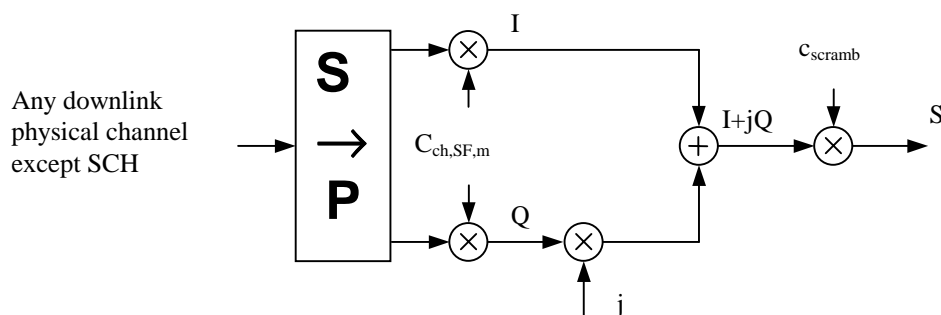 Any downlink
physical channel
except SCH
S
→
P
I
C_ch,SF,m
Q
j
I+jQ
c_scramb
S